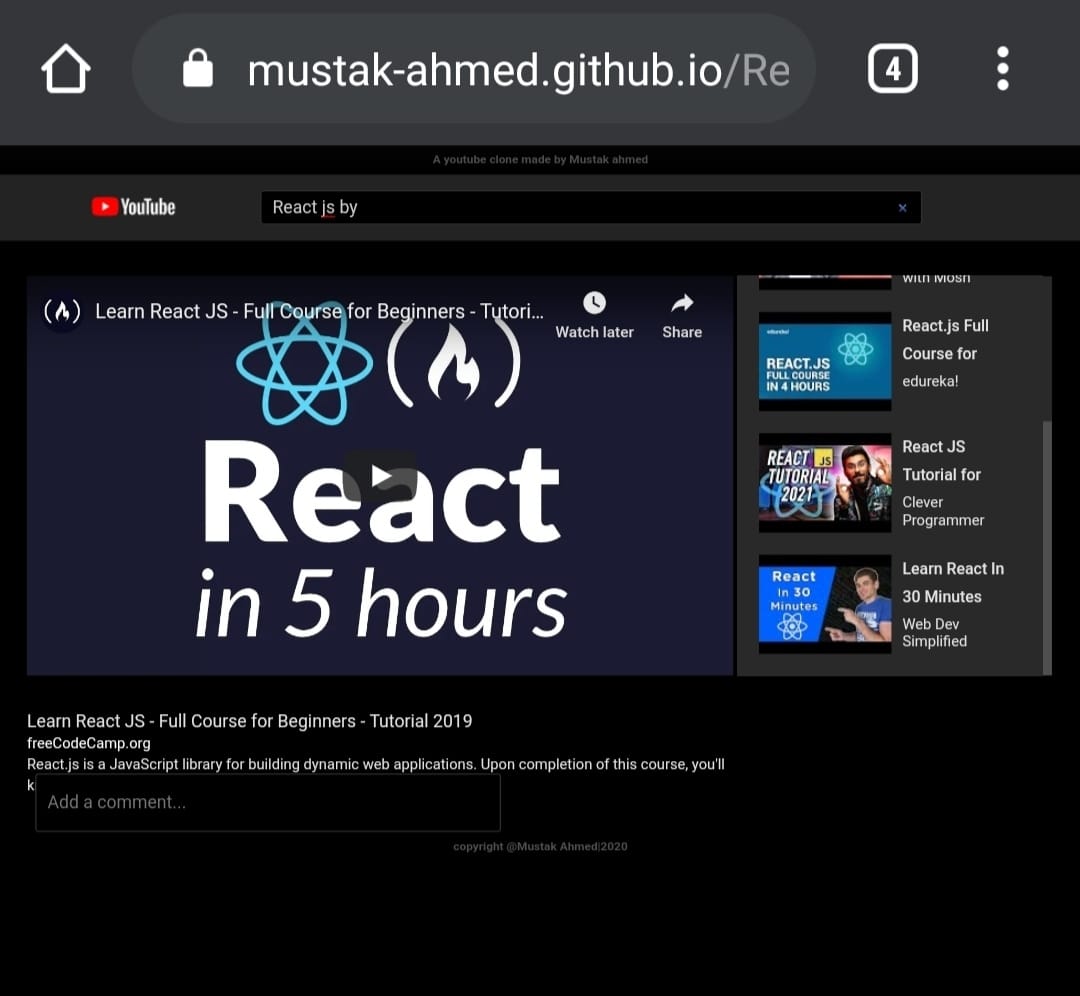 mustak-ahmed.github.io/Re
4
A youtube clone made by Mustak ahmed
YouTube
React js by
×
Learn React JS - Full Course for Beginners - Tutori...
Watch later
Share
React
in 5 hours
with Mosh
edureka!
REACT.JS
FULL COURSE
IN 4 HOURS
React.js Full
Course for
edureka!
REACT JS
TUTORIAL
2021
React JS
Tutorial for
Clever
Programmer
React
In 30
Minutes
Learn React In
30 Minutes
Web Dev
Simplified
Learn React JS - Full Course for Beginners - Tutorial 2019
freeCodeCamp.org
React.js is a JavaScript library for building dynamic web applications. Upon completion of this course, you'll
k
Add a comment...
copyright @Mustak Ahmed|2020